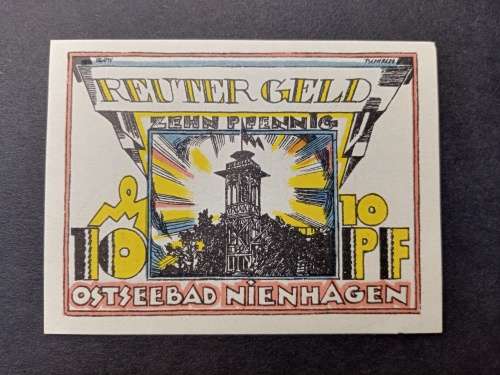 REUTERGELD
ZEHN PFENNIG
10
10
PF
OSTSEEBAD NIENHAGEN